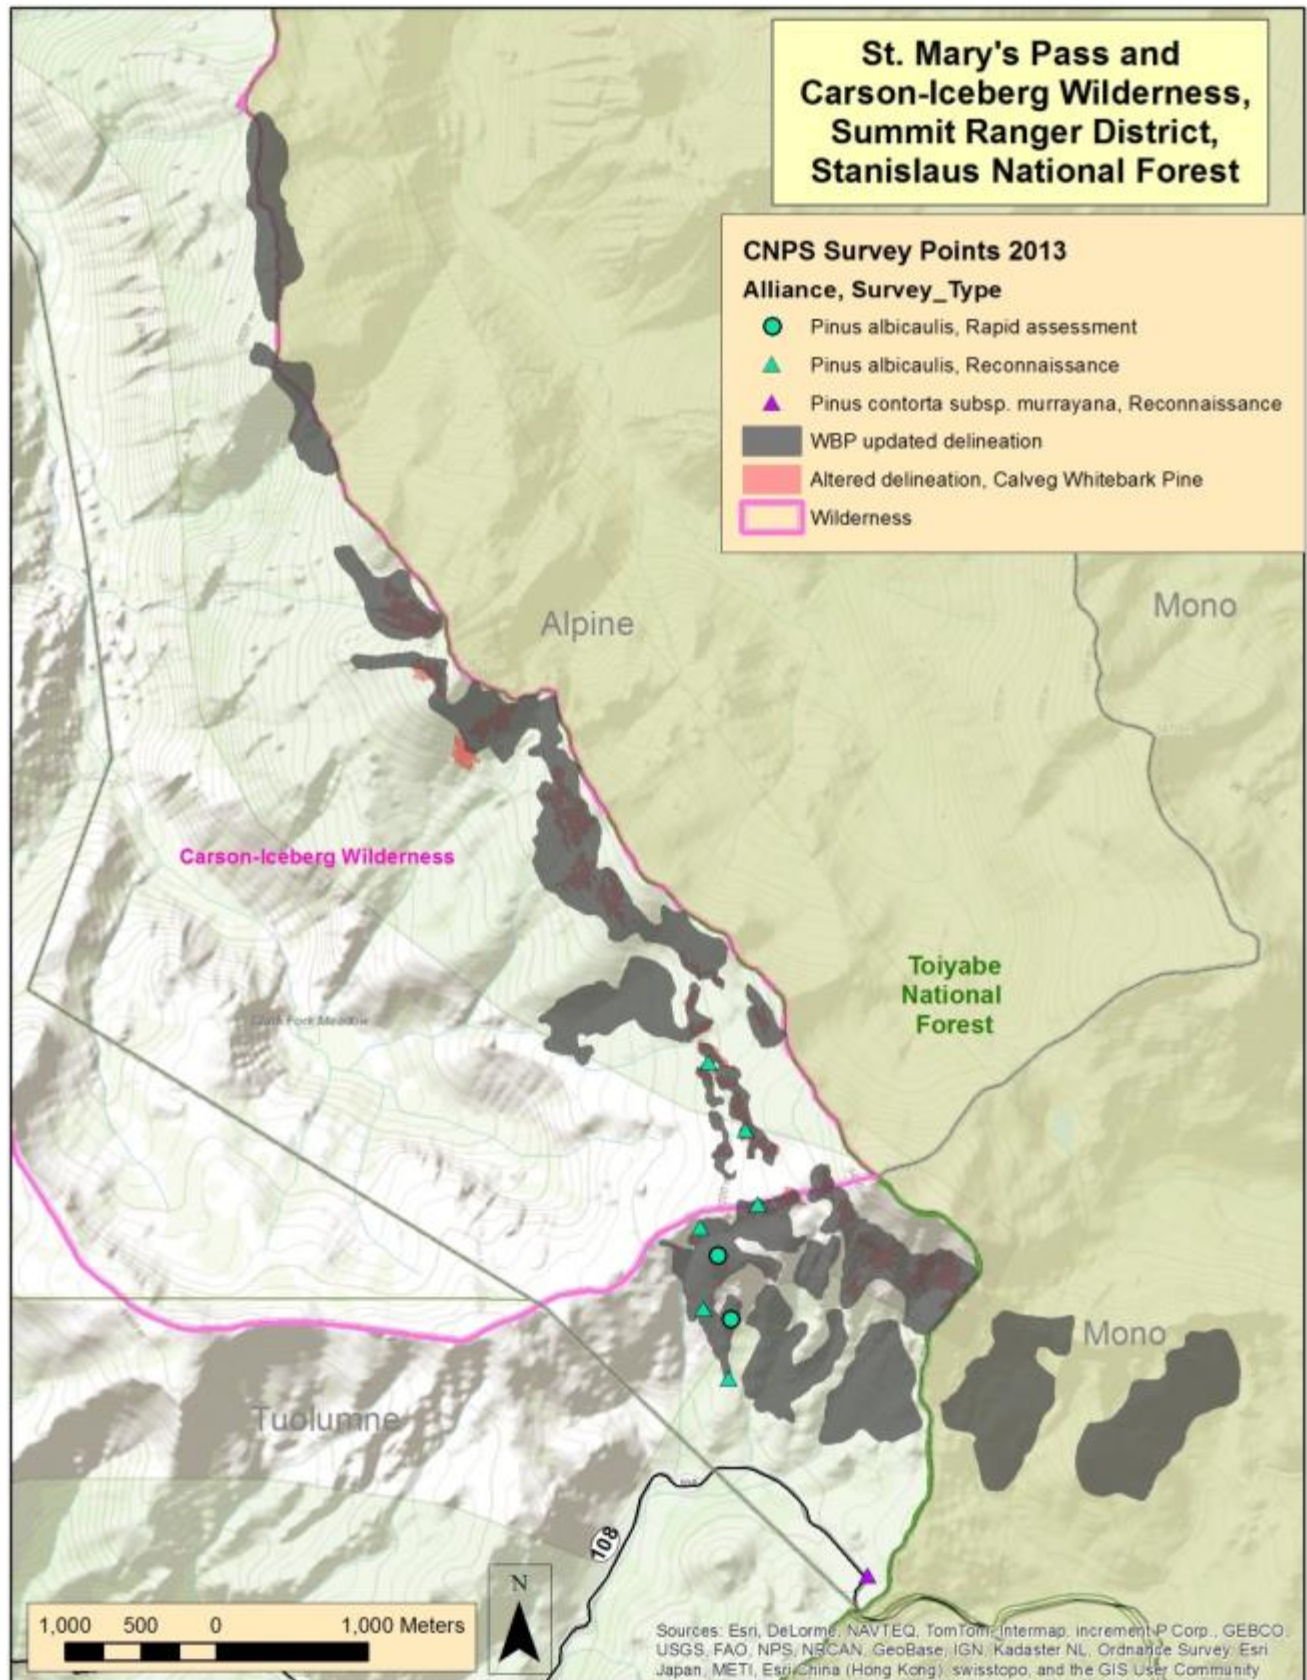 St. Mary's Pass and
Carson-Iceberg Wilderness,
Summit Ranger District,
Stanislaus National Forest
CNPS Survey Points 2013
Alliance, Survey_Type
Pinus albicaulis, Rapid assessment
Pinus albicaulis, Reconnaissance
Pinus contorta subsp. murrayana, Reconnaissance
WBP updated delineation
Altered delineation, Calveg Whitebark Pine
Wilderness
Alpine
Mono
Carson-Iceberg Wilderness
Toiyabe
National
Forest
Clark Fork Meadow
Mono
Tuolumne
108
N
1,000 500 0 1,000 Meters
Sources: Esri, DeLorme, NAVTEQ, TomTom, Intermap, increment P Corp., GEBCO,
USGS, FAO, NPS, NRCAN, GeoBase, IGN, Kadaster NL, Ordnance Survey, Esri
Japan, METI, Esri China (Hong Kong), swisstopo, and the GIS User Community